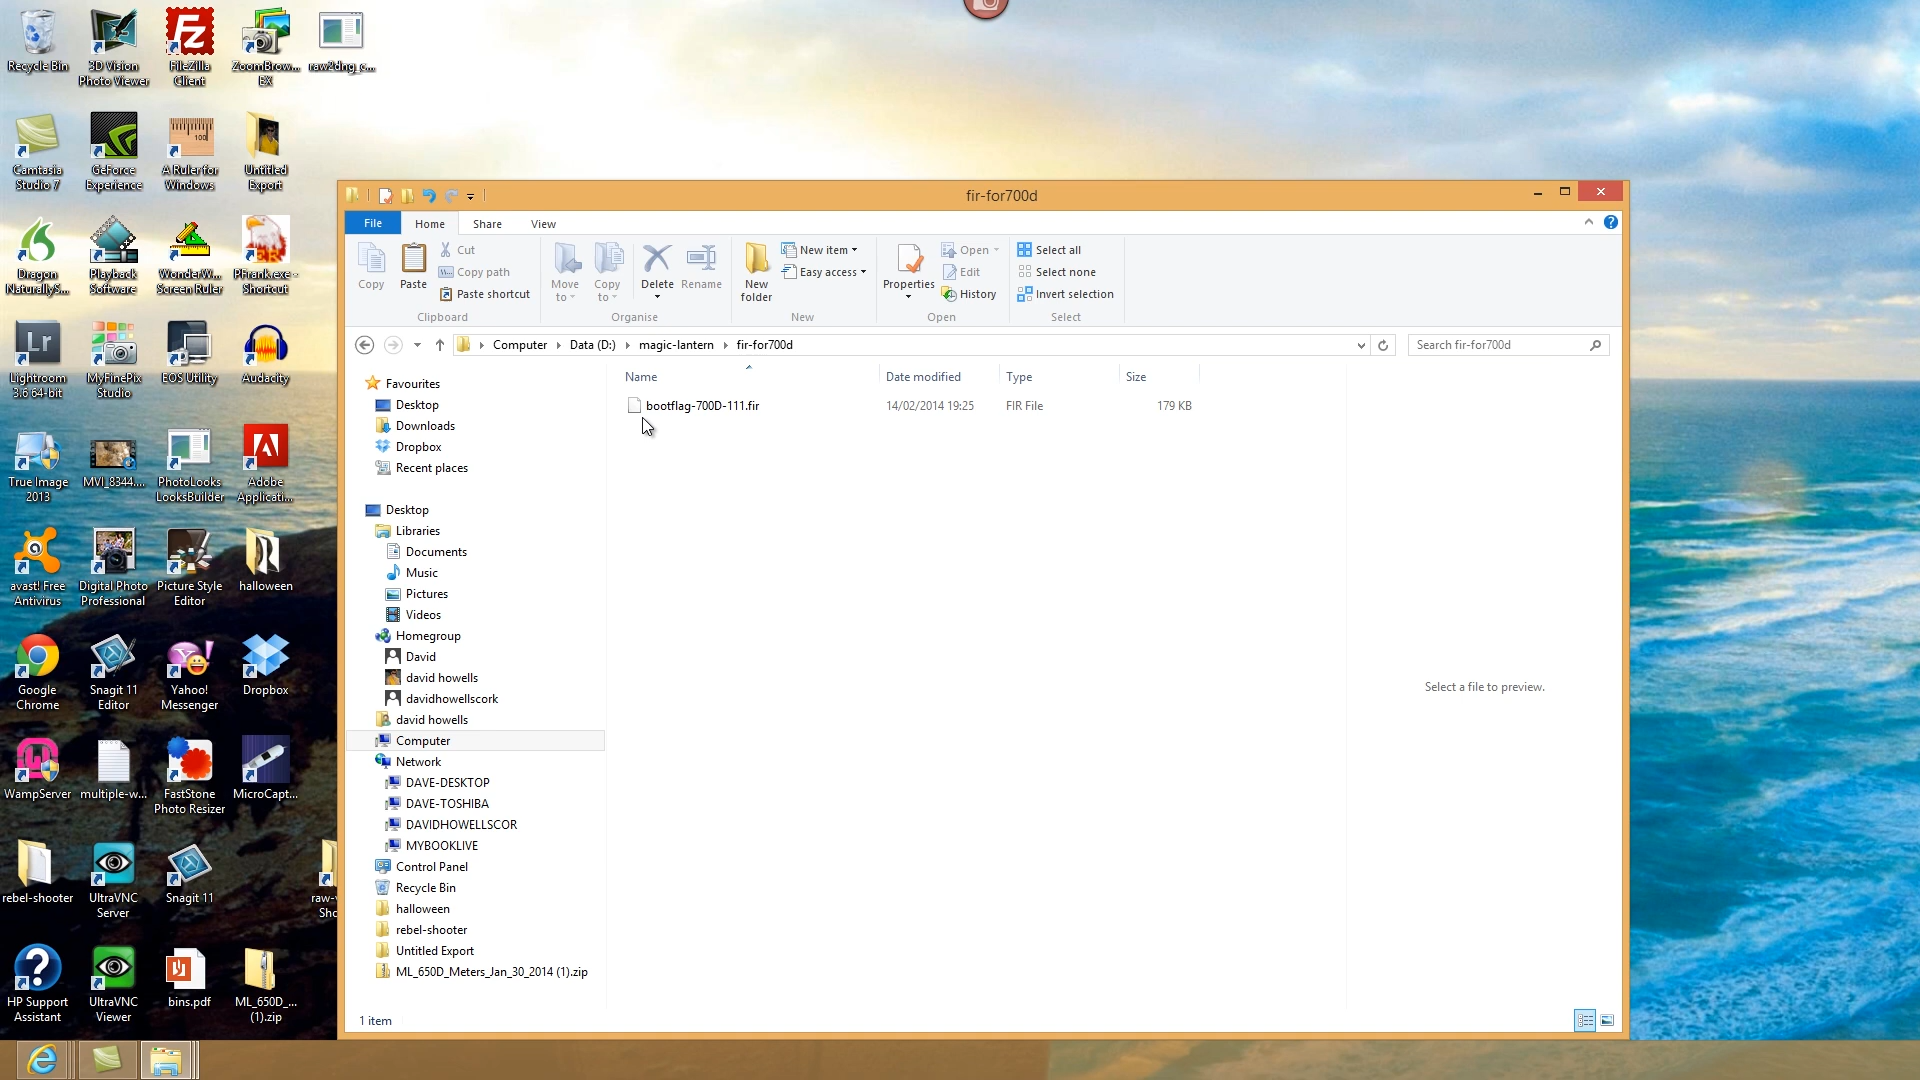 Recycle Bin
3D Vision
Photo Viewer
FileZilla
Client
ZoomBrow...
EX
raw2dng_c...
Camtasia
Studio 7
GeForce
Experience
A Ruler for
Windows
Untitled
Export
Dragon
NaturallyS...
Playback
Software
WonderW...
Screen Ruler
PFrank.exe -
Shortcut
Lightroom
3.6 64-bit
MyFinePix
Studio
EOS Utility
Audacity
True Image
2013
MVI_8344....
PhotoLooks
LooksBuilder
Adobe
Applicati...
avast! Free
Antivirus
Digital Photo
Professional
Picture Style
Editor
halloween
Google
Chrome
Snagit 11
Editor
Yahoo!
Messenger
Dropbox
WampServer
multiple-w...
FastStone
Photo Resizer
MicroCapt...
rebel-shooter
UltraVNC
Server
Snagit 11
raw-
Sho
HP Support
Assistant
UltraVNC
Viewer
bins.pdf
ML_650D_...
(1).zip
fir-for700d
File
Home
Share
View
Copy
Paste
Cut
Copy path
Paste shortcut
Clipboard
Move
to
Copy
to
Delete
Rename
Organise
New
folder
New item
Easy access
New
Properties
Open
Edit
History
Open
Select all
Select none
Invert selection
Select
Computer
Data (D:)
magic-lantern
fir-for700d
Search fir-for700d
Favourites
Desktop
Downloads
Dropbox
Recent places
Desktop
Libraries
Documents
Music
Pictures
Videos
Homegroup
David
david howells
davidhowellscork
david howells
Computer
Network
DAVE-DESKTOP
DAVE-TOSHIBA
DAVIDHOWELLSCOR
MYBOOKLIVE
Control Panel
Recycle Bin
halloween
rebel-shooter
Untitled Export
ML_650D_Meters_Jan_30_2014 (1).zip
Name
Date modified
Type
Size
bootflag-700D-111.fir
14/02/2014 19:25
FIR File
179 KB
Select a file to preview.
1 item